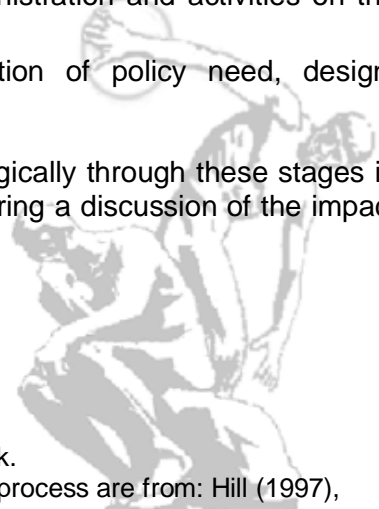 nistration and activities on th
tion of policy need, design
gically through these stages i
ring a discussion of the impac
k.
process are from: Hill (1997),